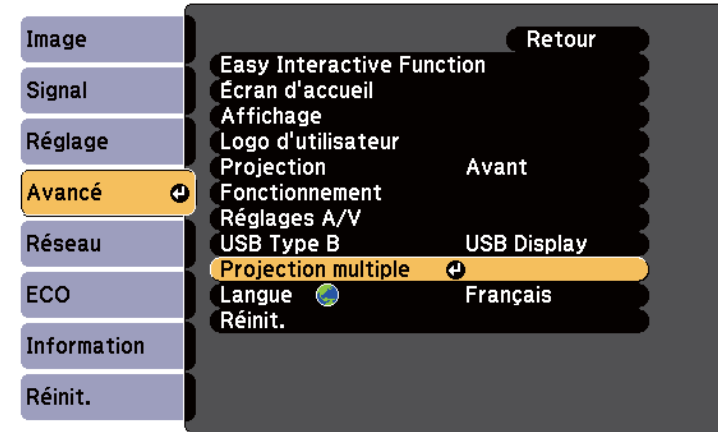 Image
Signal
Réglage
Avancé
Réseau
ECO
Information
Réinit.
Retour
Easy Interactive Function
Écran d'accueil
Affichage
Logo d'utilisateur
Projection Avant
Fonctionnement
Réglages A/V
USB Type B USB Display
Projection multiple
Langue Français
Réinit.